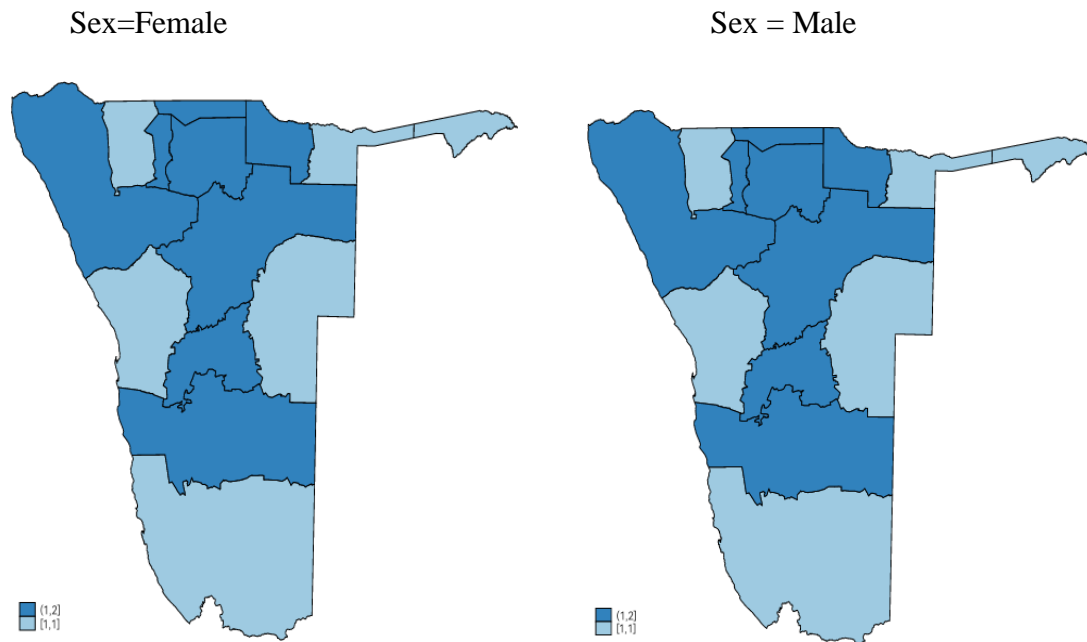 Sex=Female
Sex = Male
(1,2]
[1,1]
(1,2]
[1,1]